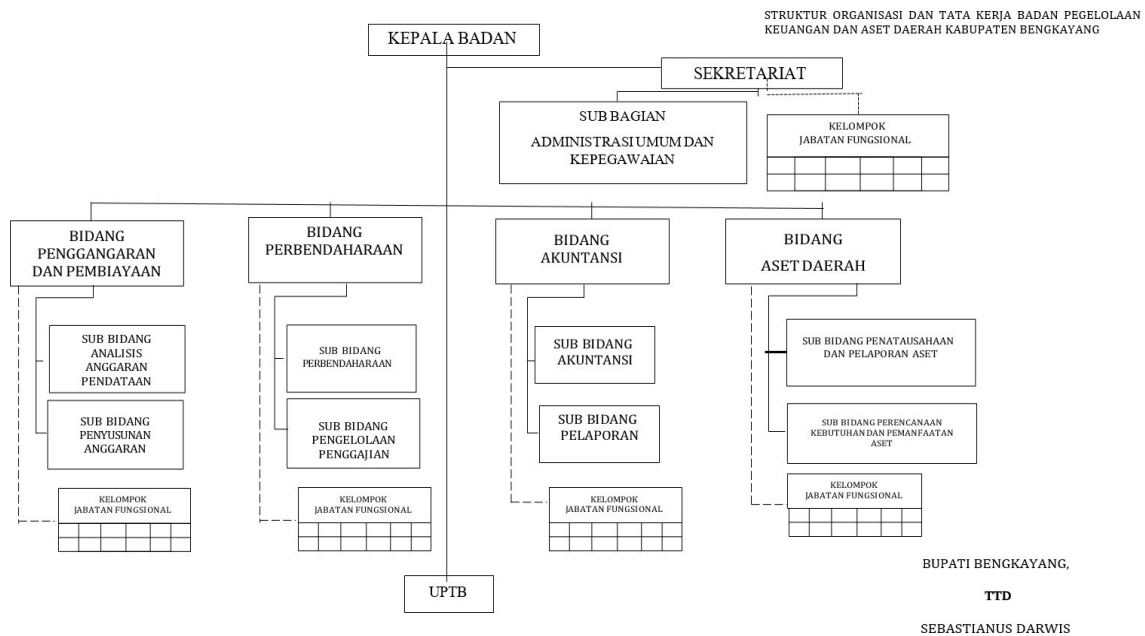 STRUKTUR ORGANISASI DAN TATA KERJA BADAN PEGELOLAAN
KEUANGAN DAN ASET DAERAH KABUPATEN BENGKAYANG
KEPALA BADAN
SEKRETARIAT
SUB BAGIAN
ADMINISTRASI UMUM DAN
KEPEGAWAIAN
KELOMPOK
JABATAN FUNGSIONAL
BIDANG
PENGGANGARAN
DAN PEMBIAYAAN
BIDANG
PERBENDAHARAAN
BIDANG
AKUNTANSI
BIDANG
ASET DAERAH
SUB BIDANG
ANALISIS
ANGGARAN
PENDATAAN
SUB BIDANG
PERBENDAHARAAN
SUB BIDANG
AKUNTANSI
SUB BIDANG PENATAUSAHAAN
DAN PELAPORAN ASET
SUB BIDANG
PENYUSUNAN
ANGGARAN
SUB BIDANG
PENGELOLAAN
PENGGAJIAN
SUB BIDANG
PELAPORAN
SUB BIDANG PERENCANAAN
KEBUTUHAN DAN PEMANFAATAN
ASET
KELOMPOK
JABATAN FUNGSIONAL
KELOMPOK
JABATAN FUNGSIONAL
KELOMPOK
JABATAN FUNGSIONAL
KELOMPOK
JABATAN FUNGSIONAL
UPTB
BUPATI BENGKAYANG,
TTD
SEBASTIANUS DARWIS